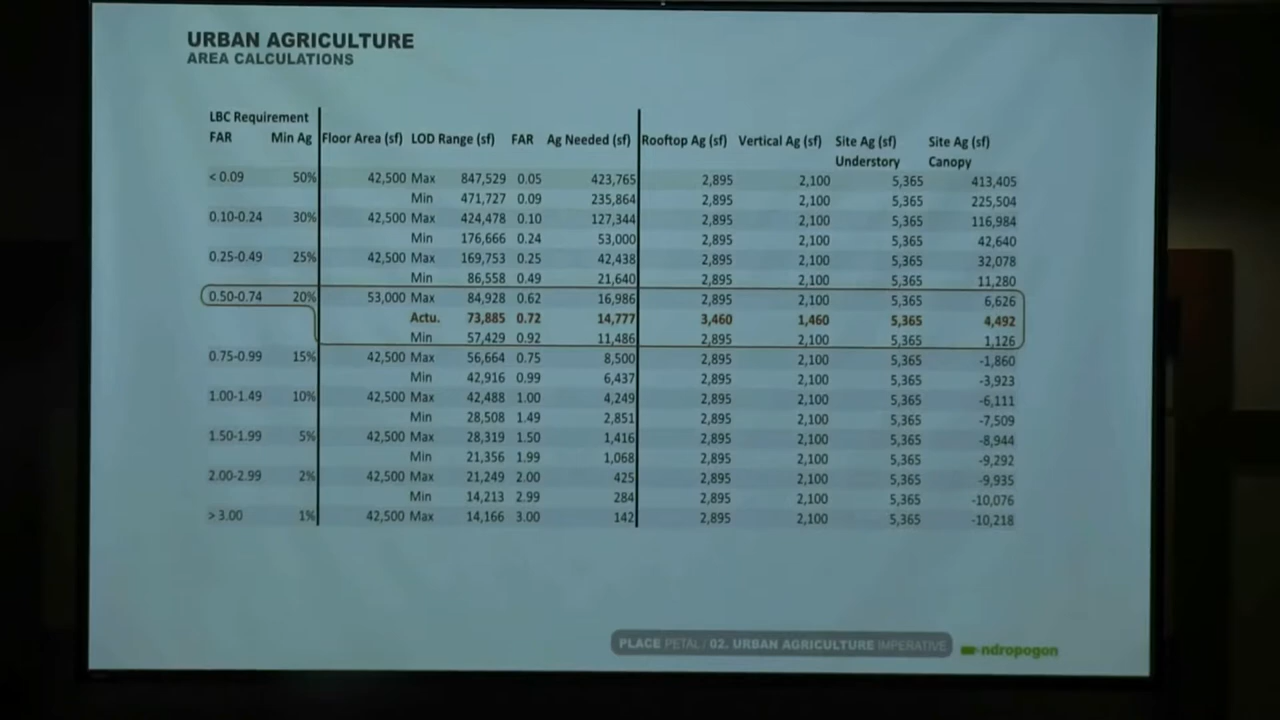 URBAN AGRICULTURE
AREA CALCULATIONS
LBC Requirement
FAR Min Ag Floor Area (sf) LOD Range (sf) FAR Ag Needed (sf) Rooftop Ag (sf) Vertical Ag (sf) Site Ag (sf) Site Ag (sf)
Understory Canopy
< 0.09 50% 42,500 Max 847,529 0.05 423,765 2,895 2,100 5,365 413,405
Min 471,727 0.09 235,864 2,895 2,100 5,365 225,504
0.10-0.24 30% 42,500 Max 424,478 0.10 127,344 2,895 2,100 5,365 116,984
Min 176,666 0.24 53,000 2,895 2,100 5,365 42,640
0.25-0.49 25% 42,500 Max 169,753 0.25 42,438 2,895 2,100 5,365 32,078
Min 86,558 0.49 21,640 2,895 2,100 5,365 11,280
0.50-0.74 20% 53,000 Max 84,928 0.62 16,986 2,895 2,100 5,365 6,626
Actu. 73,885 0.72 14,777 3,460 1,460 5,365 4,492
Min 57,429 0.92 11,486 2,895 2,100 5,365 1,126
0.75-0.99 15% 42,500 Max 56,664 0.75 8,500 2,895 2,100 5,365 -1,860
Min 42,916 0.99 6,437 2,895 2,100 5,365 -3,923
1.00-1.49 10% 42,500 Max 42,488 1.00 4,249 2,895 2,100 5,365 -6,111
Min 28,508 1.49 2,851 2,895 2,100 5,365 -7,509
1.50-1.99 5% 42,500 Max 28,319 1.50 1,416 2,895 2,100 5,365 -8,944
Min 21,356 1.99 1,068 2,895 2,100 5,365 -9,292
2.00-2.99 2% 42,500 Max 21,249 2.00 425 2,895 2,100 5,365 -9,935
Min 14,213 2.99 284 2,895 2,100 5,365 -10,076
> 3.00 1% 42,500 Max 14,166 3.00 142 2,895 2,100 5,365 -10,218
PLACE PETAL / 02. URBAN AGRICULTURE IMPERATIVE
ndropogon